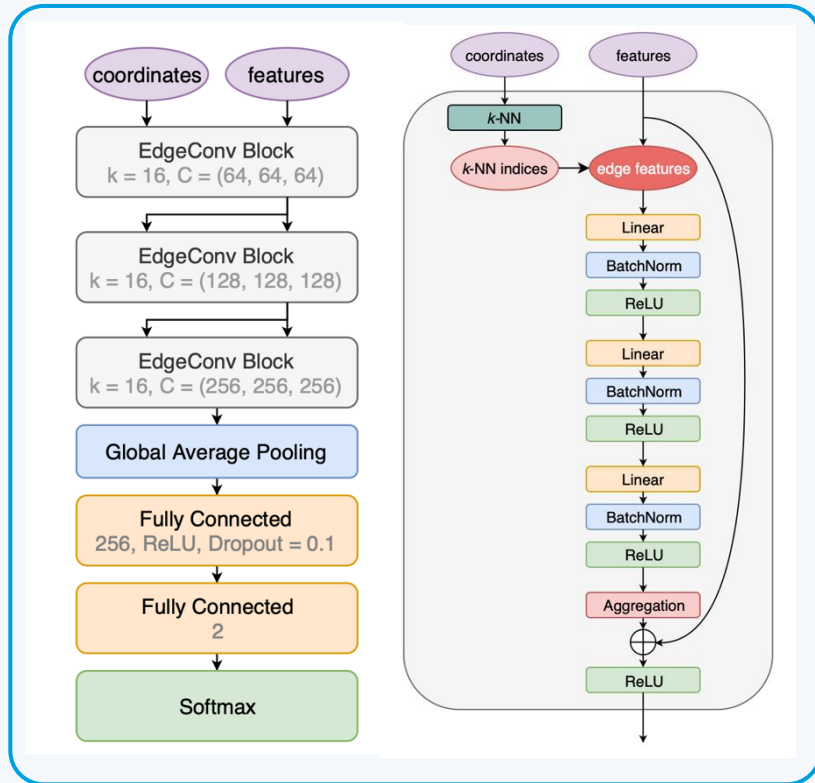 coordinates
features
EdgeConv Block
k = 16, C = (64, 64, 64)
EdgeConv Block
k = 16, C = (128, 128, 128)
EdgeConv Block
k = 16, C = (256, 256, 256)
Global Average Pooling
Fully Connected
256, ReLU, Dropout = 0.1
Fully Connected
2
Softmax
coordinates
features
k-NN
k-NN indices
edge features
Linear
BatchNorm
ReLU
Linear
BatchNorm
ReLU
Linear
BatchNorm
ReLU
Aggregation
ReLU